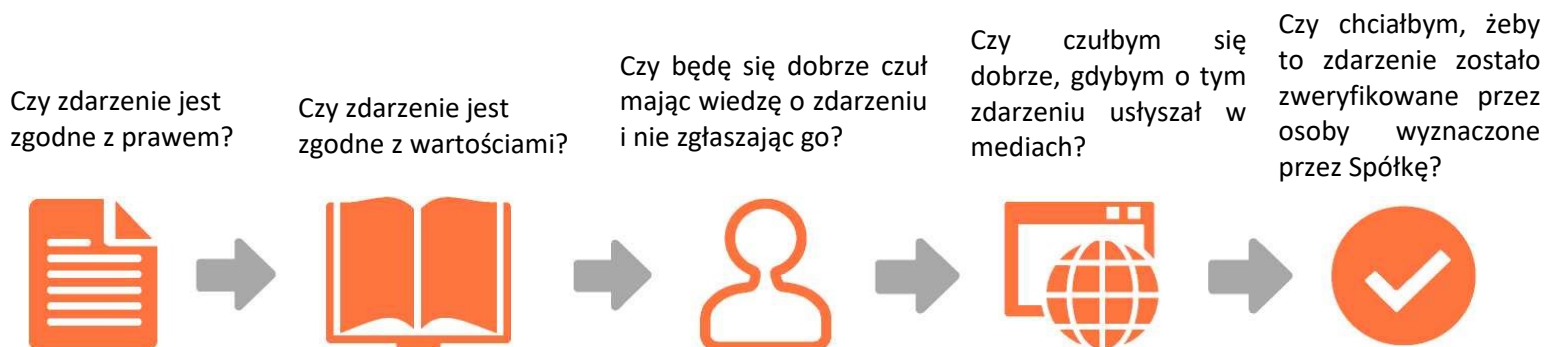 Czy zdarzenie jest
zgodne z prawem?
Czy zdarzenie jest
zgodne z wartościami?
Czy będę się dobrze czuł
mając wiedzę o zdarzeniu
i nie zgłaszając go?
Czy czułbym się
dobrze, gdybym o tym
zdarzeniu usłyszał w
mediach?
Czy chciałbym, żeby
to zdarzenie zostało
zweryfikowane przez
osoby wyznaczone
przez Spółkę?